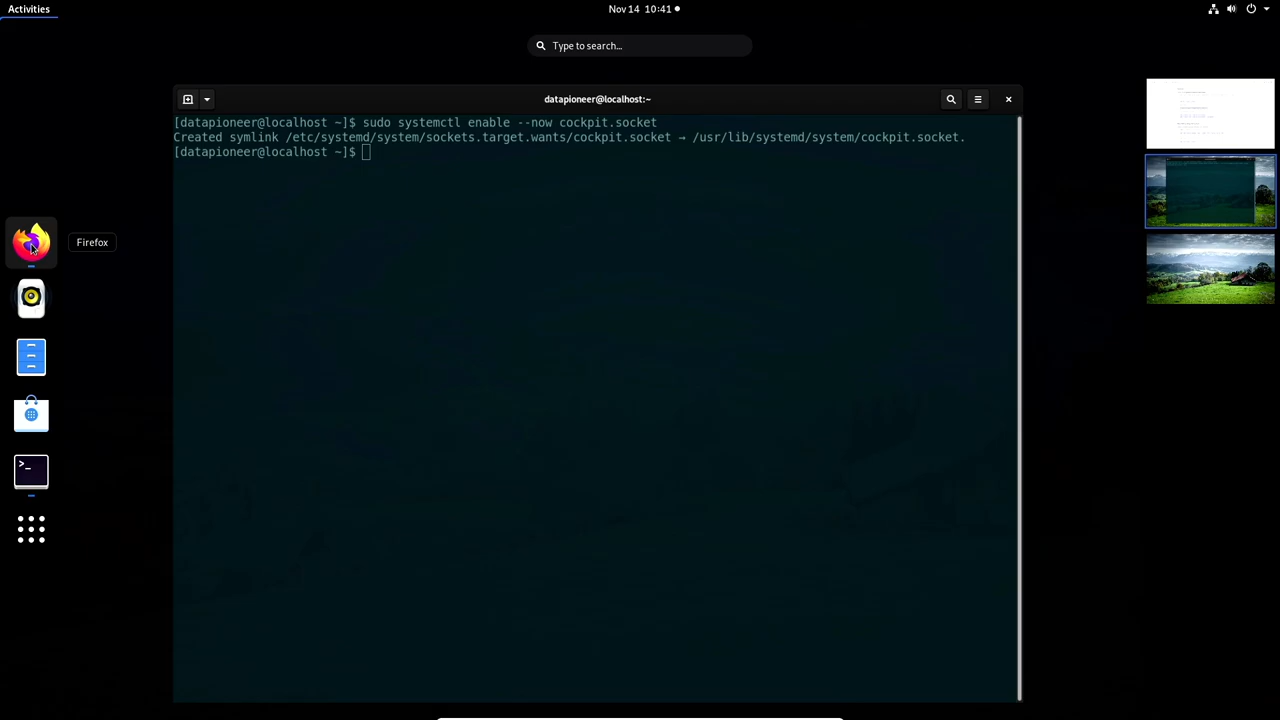 Activities
Nov 14 10:41
Type to search...
datapioneer@localhost:~
[datapioneer@localhost ~]$ sudo systemctl enable --now cockpit.socket
Created symlink /etc/systemd/system/sockets.target.wants/cockpit.socket → /usr/lib/systemd/system/cockpit.socket.
[datapioneer@localhost ~]$
Firefox
>_